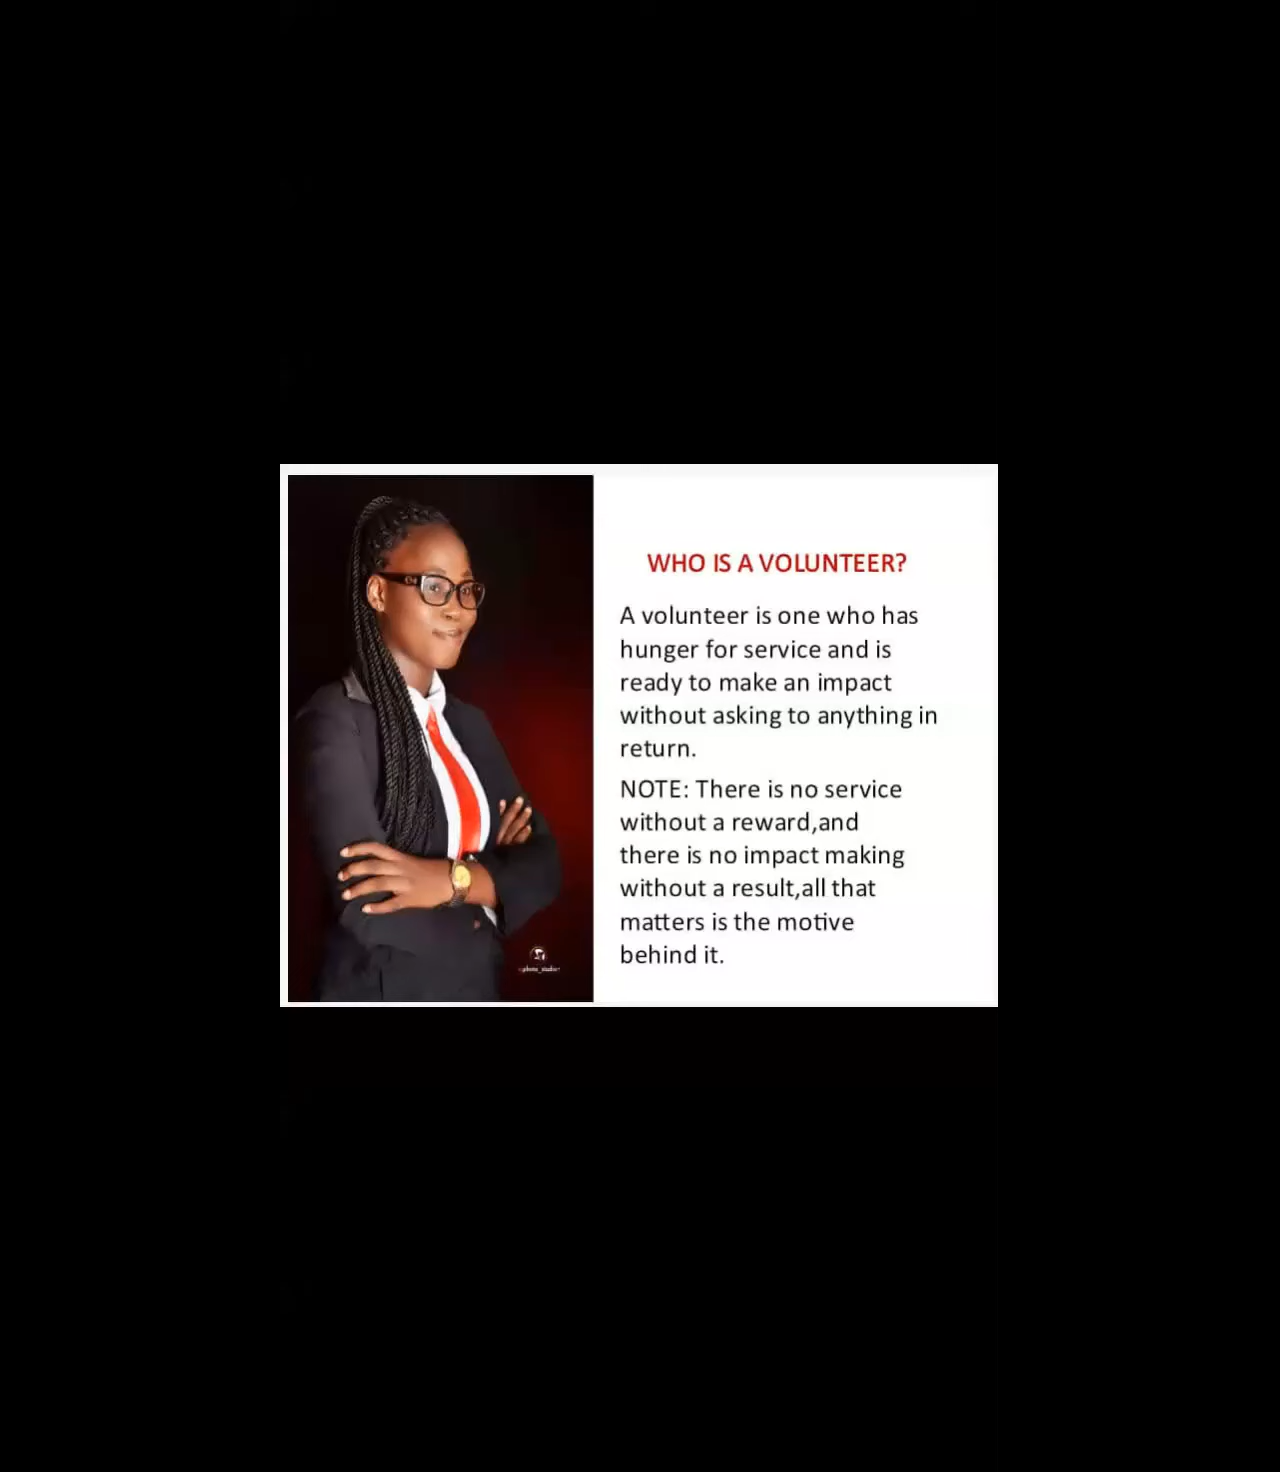 WHO IS A VOLUNTEER?
A volunteer is one who has
hunger for service and is
ready to make an impact
without asking to anything in
return.
NOTE: There is no service
without a reward,and
there is no impact making
without a result,all that
matters is the motive
behind it.